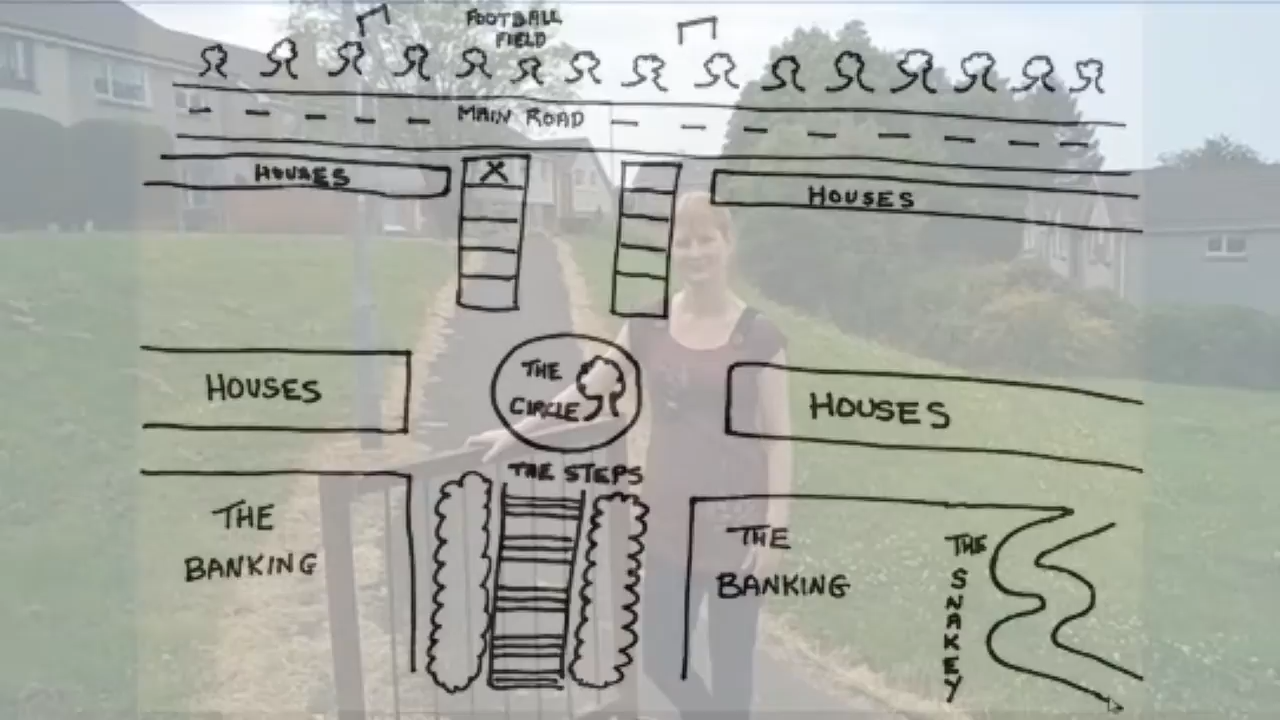 FOOTBALL
FIELD
MAIN ROAD
HOUSES
X
HOUSES
THE
CIRCLE
HOUSES
HOUSES
THE STEPS
THE
BANKING
THE
BANKING
THE
SNAKEY